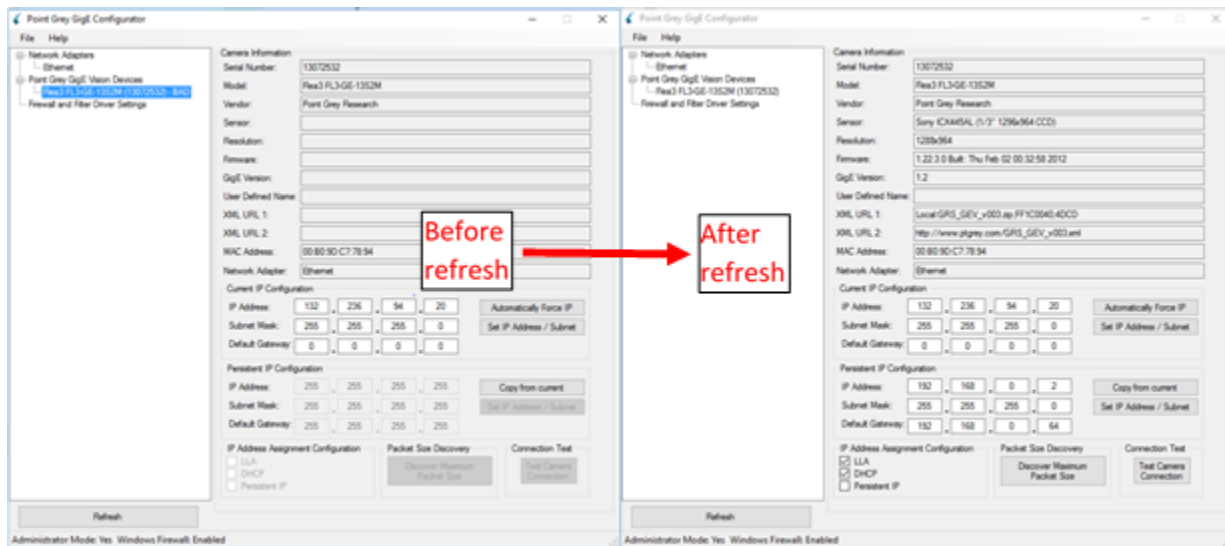 Point Grey GigE Configurator
File Help
Network Adapters
Ethernet
Point Grey GigE Vision Devices
Flea3 FL3-GE-13S2M (13072532) - BAD
Firewall and Filter Driver Settings
Refresh
Camera Information
Serial Number: 13072532
Model: Flea3 FL3-GE-13S2M
Vendor: Point Grey Research
Sensor:
Resolution:
Firmware:
GigE Version:
User Defined Name:
XML URL 1:
XML URL 2:
MAC Address: 00:B0:9D:C7:78:94
Network Adapter: Ethernet
Current IP Configuration
IP Address: 132 . 236 . 94 . 20 Automatically Force IP
Subnet Mask: 255 . 255 . 255 . 0 Set IP Address / Subnet
Default Gateway: 0 . 0 . 0 . 0
Persistent IP Configuration
IP Address: 255 . 255 . 255 . 255 Copy from current
Subnet Mask: 255 . 255 . 255 . 255 Set IP Address / Subnet
Default Gateway: 255 . 255 . 255 . 255
IP Address Assignment Configuration Packet Size Discovery Connection Test
LLA
DHCP
Persistent IP
Discover Maximum
Packet Size
Test Camera
Connection
Administrator Mode: Yes Windows Firewall: Enabled
Before
refresh
After
refresh
Point Grey GigE Configurator
File Help
Network Adapters
Ethernet
Point Grey GigE Vision Devices
Flea3 FL3-GE-13S2M (13072532)
Firewall and Filter Driver Settings
Refresh
Camera Information
Serial Number: 13072532
Model: Flea3 FL3-GE-13S2M
Vendor: Point Grey Research
Sensor: Sony ICX445AL (1/3" 1296x964 CCD)
Resolution: 1288x964
Firmware: 1.22.3.0 Built: Thu Feb 02 00:32:58 2012
GigE Version: 1.2
User Defined Name:
XML URL 1: Local:GRS_GEV_v003.zip;FF1C0040;4DCD
XML URL 2: http://www.ptgrey.com/GRS_GEV_v003.xml
MAC Address: 00:B0:9D:C7:78:94
Network Adapter: Ethernet
Current IP Configuration
IP Address: 132 . 236 . 94 . 20 Automatically Force IP
Subnet Mask: 255 . 255 . 255 . 0 Set IP Address / Subnet
Default Gateway: 0 . 0 . 0 . 0
Persistent IP Configuration
IP Address: 192 . 168 . 0 . 2 Copy from current
Subnet Mask: 255 . 255 . 255 . 0 Set IP Address / Subnet
Default Gateway: 192 . 168 . 0 . 64
IP Address Assignment Configuration Packet Size Discovery Connection Test
LLA
DHCP
Persistent IP
Discover Maximum
Packet Size
Test Camera
Connection
Administrator Mode: Yes Windows Firewall: Enabled